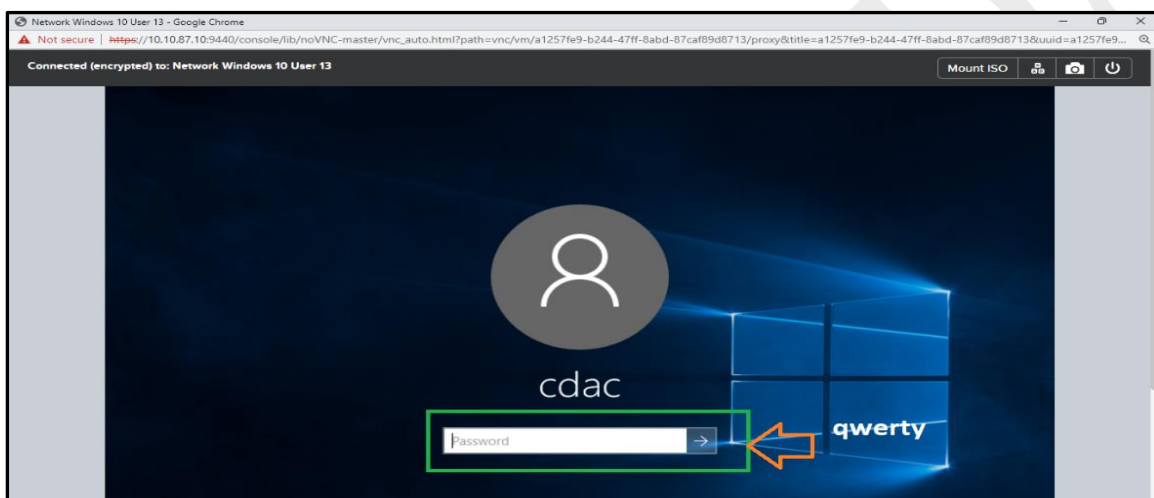 Network Windows 10 User 13 - Google Chrome
Not secure | https://10.10.87.10:9440/console/lib/noVNC-master/vnc_auto.html?path=vnc/vm/a1257fe9-b244-47ff-8abd-87caf89d8713/proxy&title=a1257fe9-b244-47ff-8abd-87caf89d8713&uuid=a1257fe9...
Connected (encrypted) to: Network Windows 10 User 13 Mount ISO
cdac
qwerty
Password